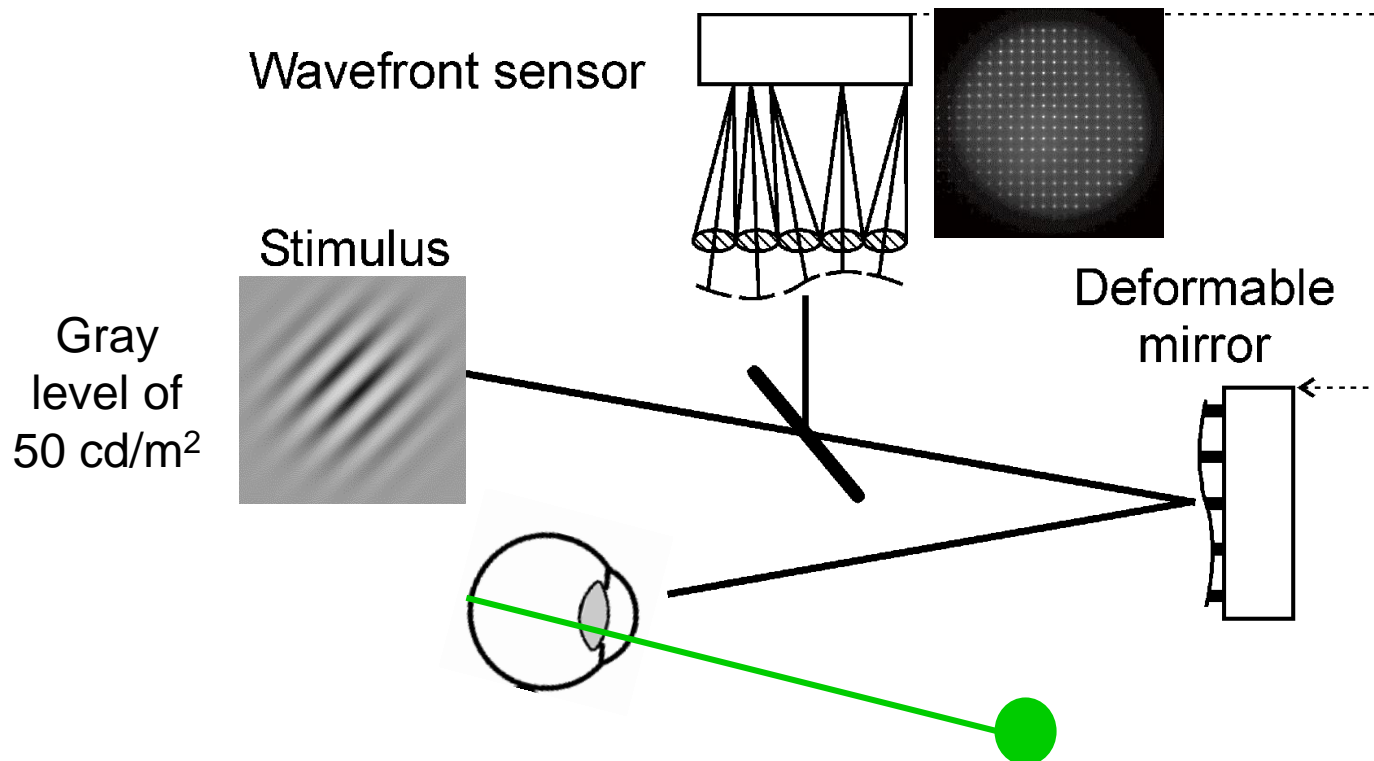 Wavefront sensor
Stimulus
Gray
level of
50 cd/m²
Deformable
mirror